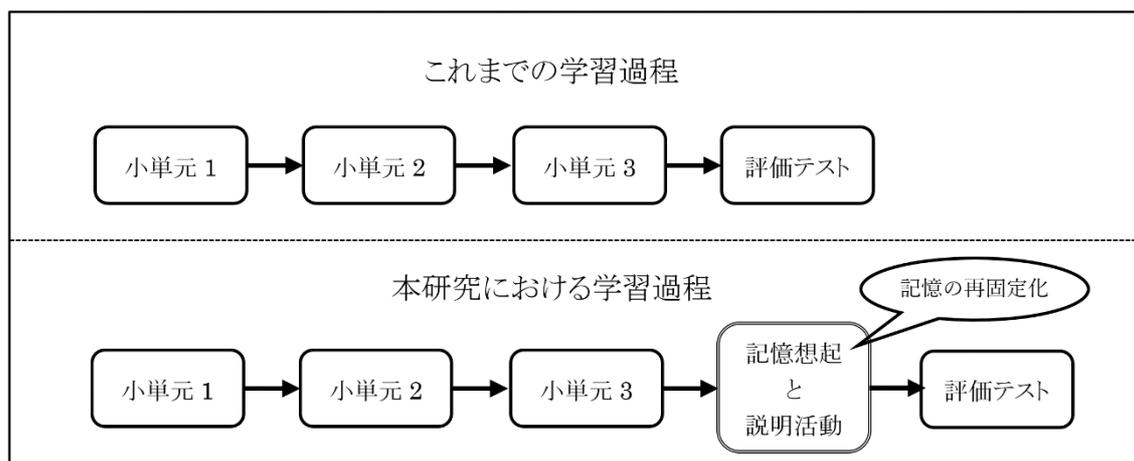 これまでの学習過程
小単元 1
小単元 2
小単元 3
評価テスト
本研究における学習過程
記憶の再固定化
小単元 1
小単元 2
小単元 3
記憶想起
と
説明活動
評価テスト